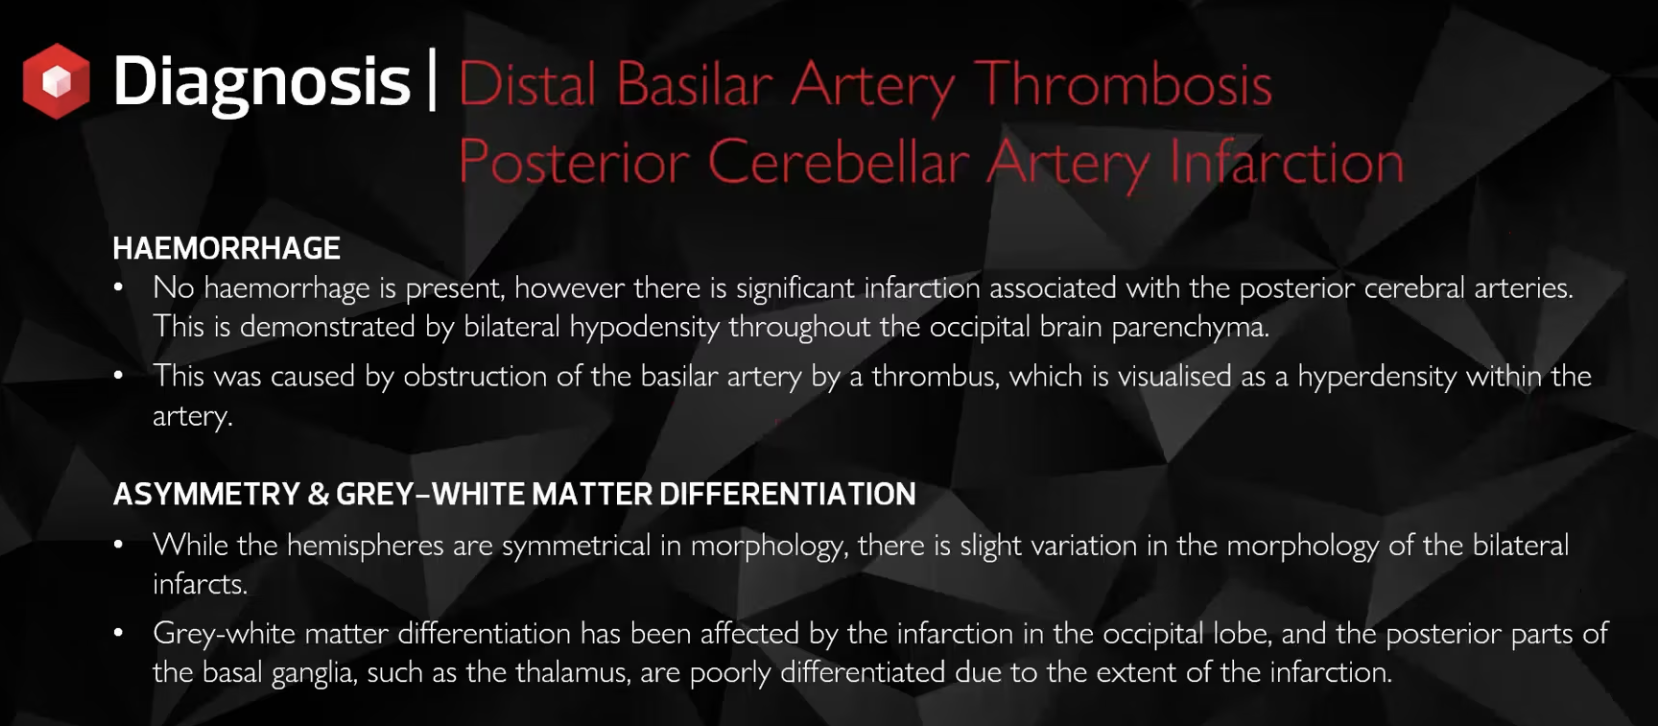 Diagnosis | Distal Basilar Artery Thrombosis
Posterior Cerebellar Artery Infarction
HAEMORRHAGE
• No haemorrhage is present, however there is significant infarction associated with the posterior cerebral arteries.
This is demonstrated by bilateral hypodensity throughout the occipital brain parenchyma.
• This was caused by obstruction of the basilar artery by a thrombus, which is visualised as a hyperdensity within the
artery.
ASYMMETRY & GREY–WHITE MATTER DIFFERENTIATION
• While the hemispheres are symmetrical in morphology, there is slight variation in the morphology of the bilateral
infarcts.
• Grey-white matter differentiation has been affected by the infarction in the occipital lobe, and the posterior parts of
the basal ganglia, such as the thalamus, are poorly differentiated due to the extent of the infarction.